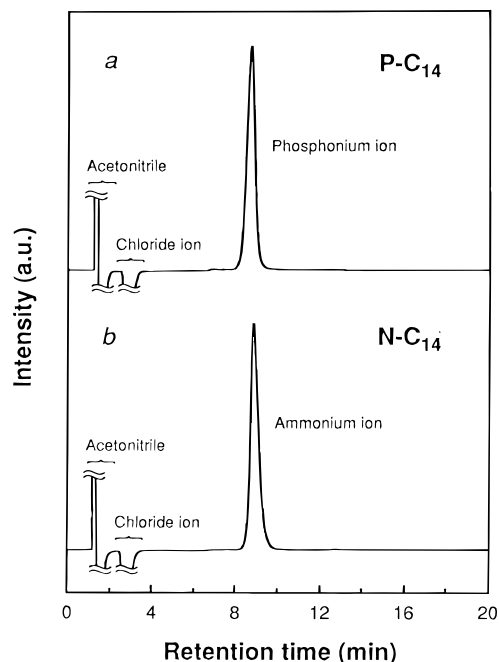 a
P-C14
Phosphonium ion
Acetonitrile
Chloride ion
b
N-C14
Ammonium ion
Acetonitrile
Chloride ion
Intensity (a.u.)
0 4 8 12 16 20
Retention time (min)